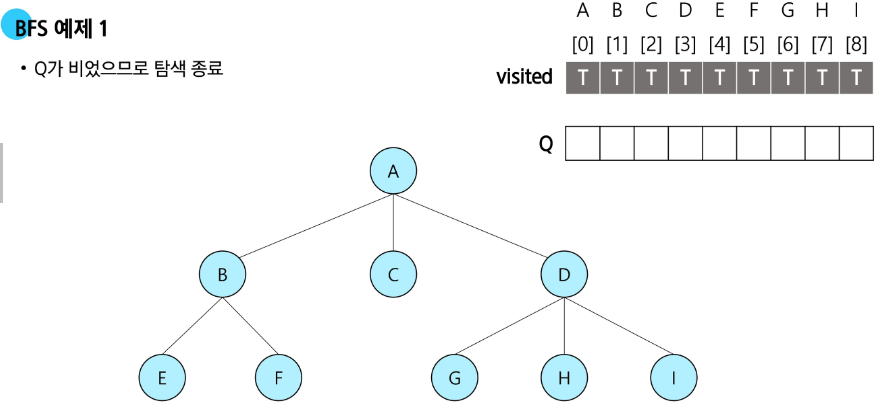 BFS 예제 1
• Q가 비었으므로 탐색 종료
A B C D E F G H I
[0] [1] [2] [3] [4] [5] [6] [7] [8]
visited T T T T T T T T T
Q
A
B C D
E F G H I